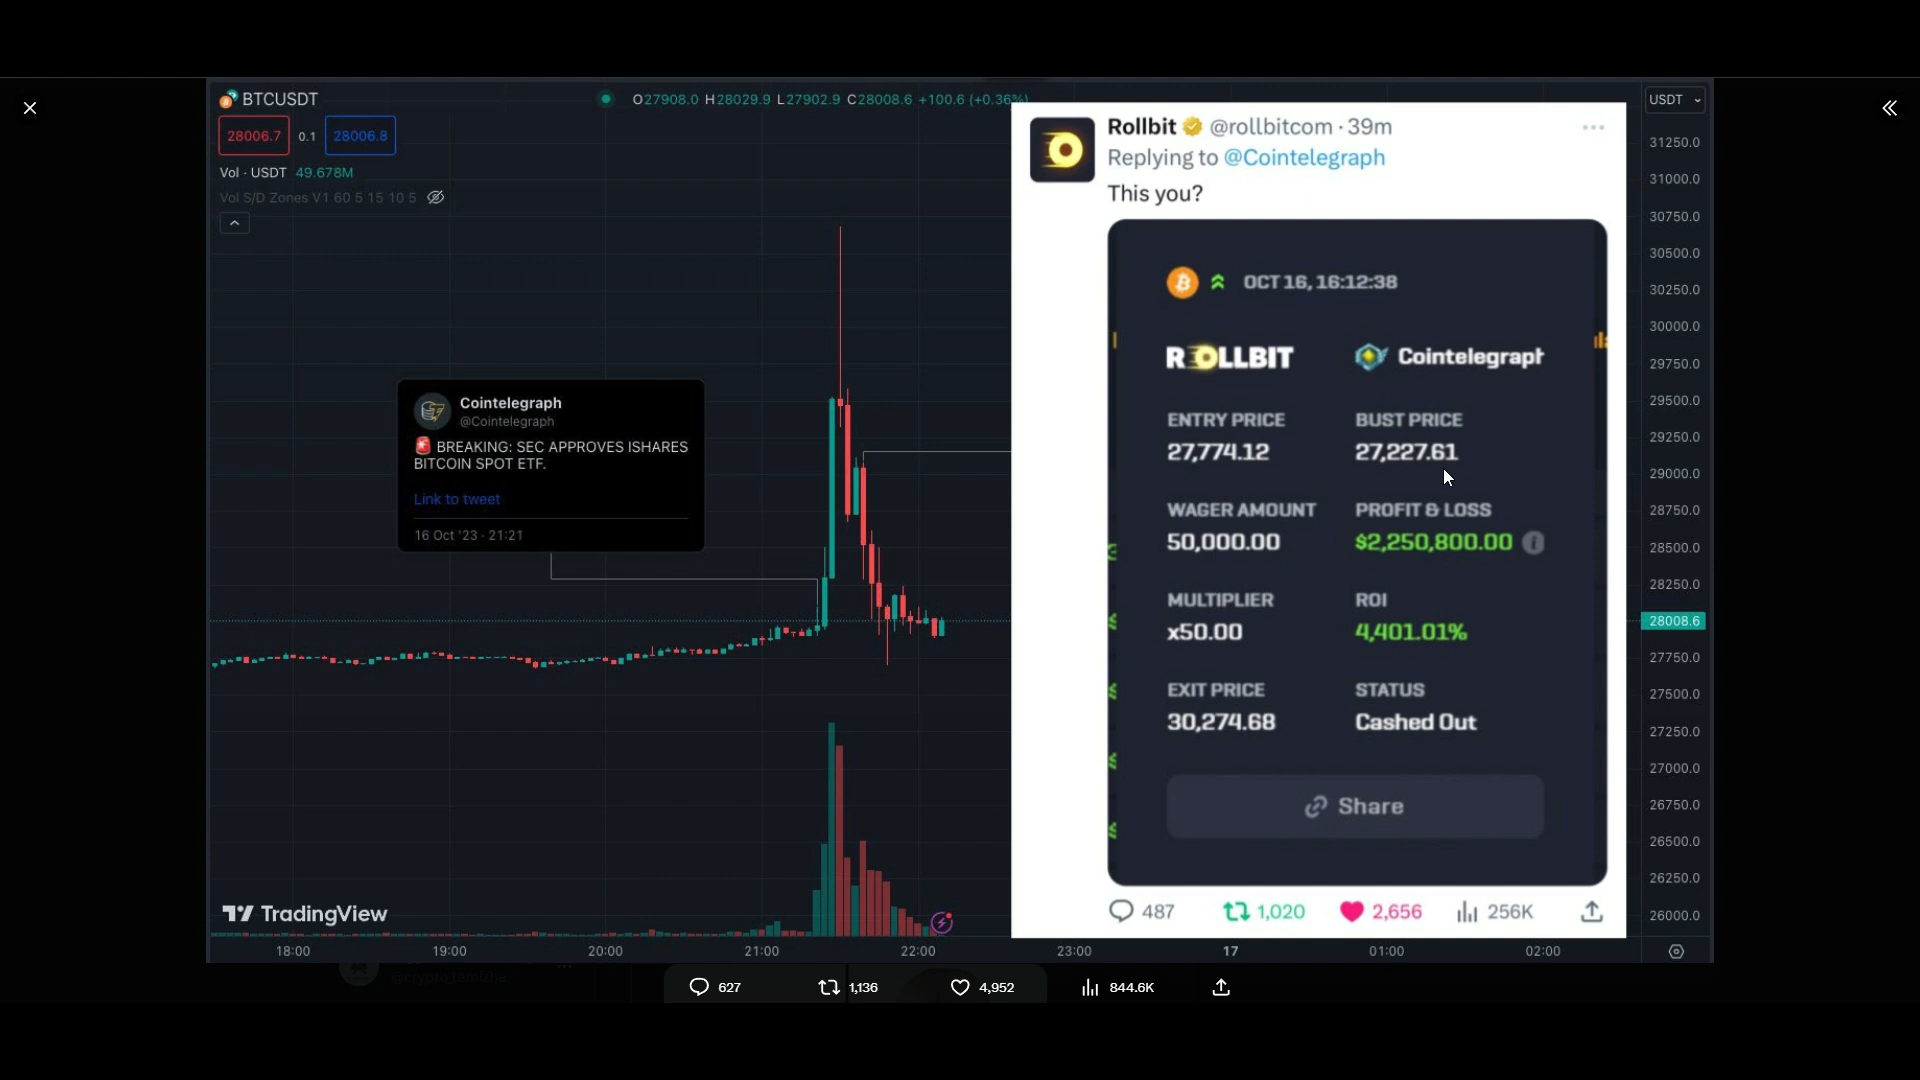 BTCUSDT
O27908.0 H28029.9 L27902.9 C28008.6 +100.6 (+0.36%)
28006.7 0.1 28006.8
Vol · USDT 49.678M
Vol S/D Zones V1 60 5 15 10 5
Cointelegraph
@Cointelegraph
🚨 BREAKING: SEC APPROVES ISHARES
BITCOIN SPOT ETF.
Link to tweet
16 Oct '23 · 21:21
TradingView
18:00 19:00 20:00 21:00 22:00 23:00 17 01:00 02:00
Rollbit @rollbitcom · 39m
Replying to @Cointelegraph
This you?
OCT 16, 16:12:38
ROLLBIT Cointelegraph
ENTRY PRICE BUST PRICE
27,774.12 27,227.61
WAGER AMOUNT PROFIT & LOSS
50,000.00 $2,250,800.00
MULTIPLIER ROI
x50.00 4,401.01%
EXIT PRICE STATUS
30,274.68 Cashed Out
Share
487 1,020 2,656 256K
USDT
31250.0
31000.0
30750.0
30500.0
30250.0
30000.0
29750.0
29500.0
29250.0
29000.0
28750.0
28500.0
28250.0
28008.6
27750.0
27500.0
27250.0
27000.0
26750.0
26500.0
26250.0
26000.0
627 1,136 4,952 844.6K